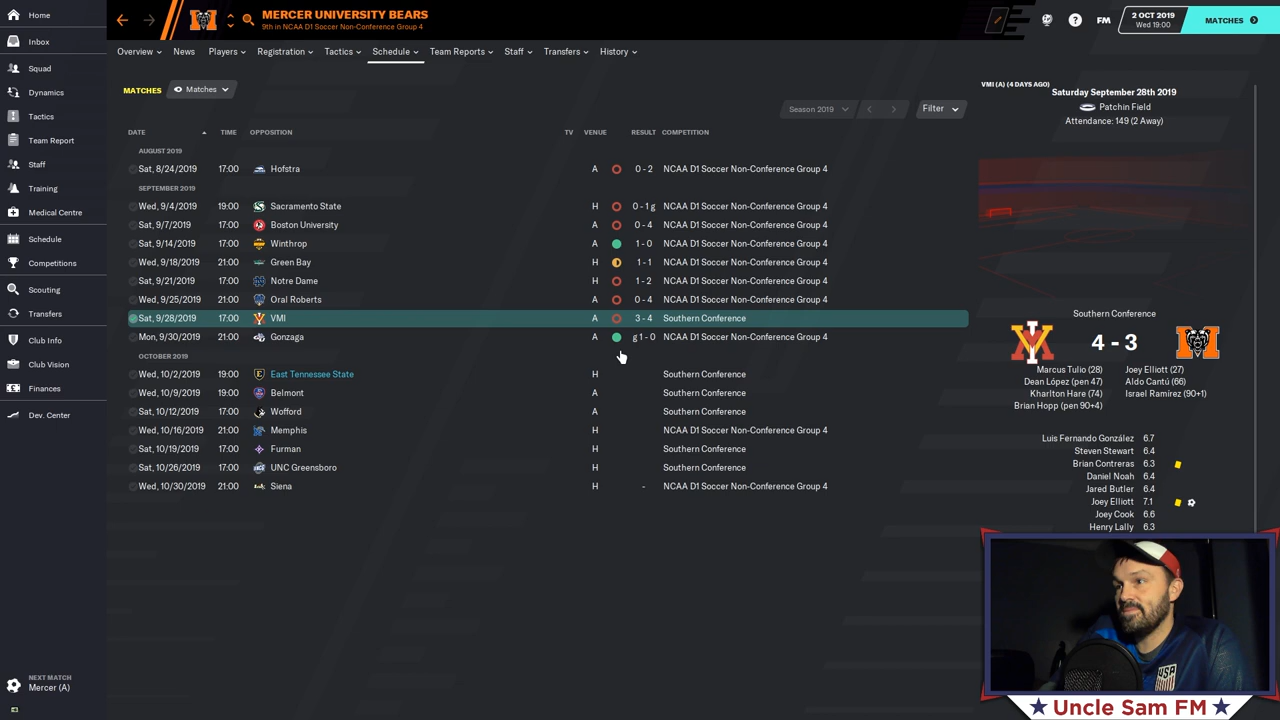 Home
Inbox
Squad
Dynamics
Tactics
Team Report
Staff
Training
Medical Centre
Schedule
Competitions
Scouting
Transfers
Club Info
Club Vision
Finances
Dev. Center
NEXT MATCH
Mercer (A)
MERCER UNIVERSITY BEARS
9th in NCAA D1 Soccer Non-Conference Group 4
? FM
2 OCT 2019
Wed 19:00
MATCHES
Overview News Players Registration Tactics Schedule Team Reports Staff Transfers History
MATCHES Matches
Season 2019 Filter
DATE TIME OPPOSITION TV VENUE RESULT COMPETITION
AUGUST 2019
Sat, 8/24/2019 17:00 Hofstra A 0 - 2 NCAA D1 Soccer Non-Conference Group 4
SEPTEMBER 2019
Wed, 9/4/2019 19:00 Sacramento State H 0 - 1 g NCAA D1 Soccer Non-Conference Group 4
Sat, 9/7/2019 17:00 Boston University A 0 - 4 NCAA D1 Soccer Non-Conference Group 4
Sat, 9/14/2019 17:00 Winthrop A 1 - 0 NCAA D1 Soccer Non-Conference Group 4
Wed, 9/18/2019 21:00 Green Bay H 1 - 1 NCAA D1 Soccer Non-Conference Group 4
Sat, 9/21/2019 17:00 Notre Dame H 1 - 2 NCAA D1 Soccer Non-Conference Group 4
Wed, 9/25/2019 21:00 Oral Roberts A 0 - 4 NCAA D1 Soccer Non-Conference Group 4
Sat, 9/28/2019 17:00 VMI A 3 - 4 Southern Conference
Mon, 9/30/2019 21:00 Gonzaga A g 1 - 0 NCAA D1 Soccer Non-Conference Group 4
OCTOBER 2019
Wed, 10/2/2019 19:00 East Tennessee State H Southern Conference
Wed, 10/9/2019 19:00 Belmont A Southern Conference
Sat, 10/12/2019 17:00 Wofford A Southern Conference
Wed, 10/16/2019 21:00 Memphis H NCAA D1 Soccer Non-Conference Group 4
Sat, 10/19/2019 17:00 Furman H Southern Conference
Sat, 10/26/2019 17:00 UNC Greensboro H Southern Conference
Wed, 10/30/2019 21:00 Siena H - NCAA D1 Soccer Non-Conference Group 4
VMI (A) (4 DAYS AGO)
Saturday September 28th 2019
Patchin Field
Attendance: 149 (2 Away)
Southern Conference
4 - 3
Marcus Tulio (28) Joey Elliott (27)
Dean López (pen 47) Aldo Cantú (66)
Kharlton Hare (74) Israel Ramírez (90+1)
Brian Hopp (pen 90+4)
Luis Fernando González 6.7
Steven Stewart 6.4
Brian Contreras 6.3
Daniel Noah 6.4
Jared Butler 6.4
Joey Elliott 7.1
Joey Cook 6.6
Henry Lally 6.3
Uncle Sam FM